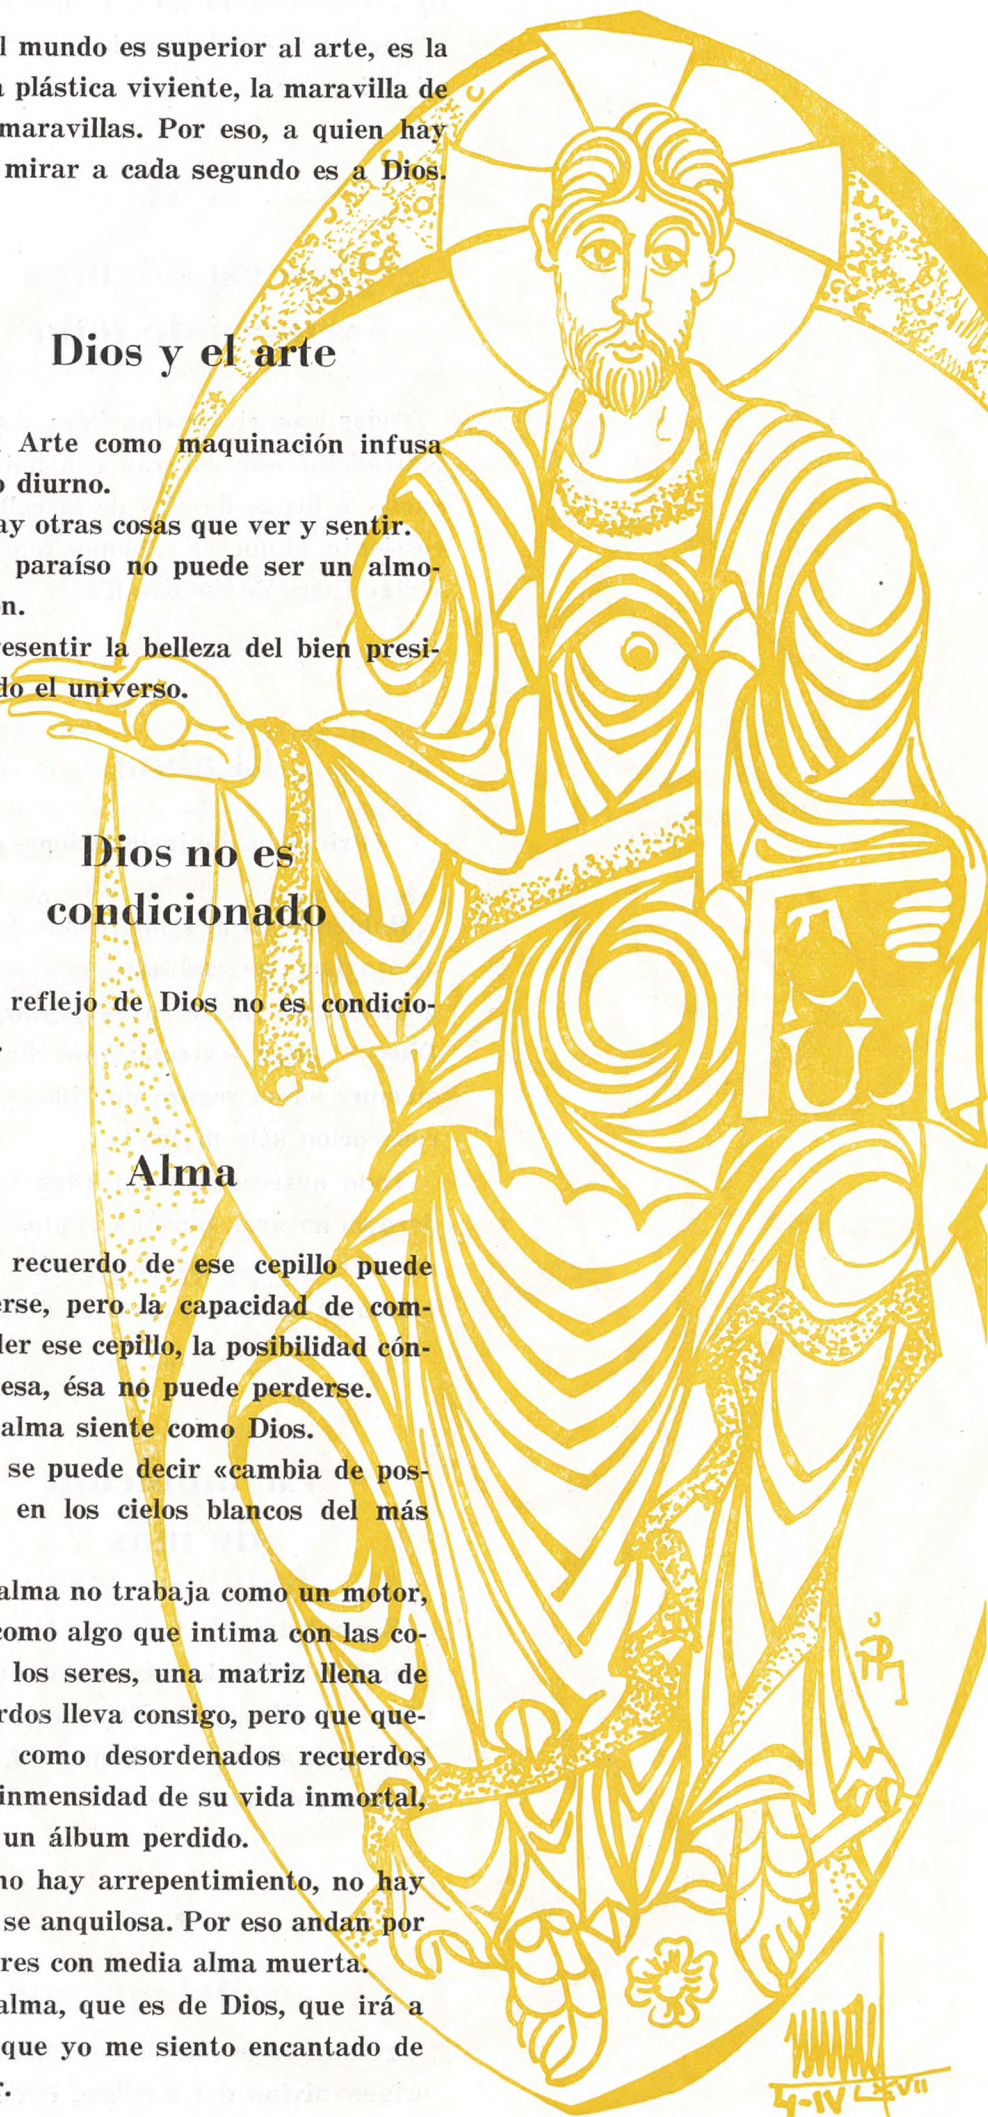 l mundo es superior al arte, es la
plástica viviente, la maravilla de
maravillas. Por eso, a quien hay
mirar a cada segundo es a Dios.
Dios y el arte
Arte como maquinación infusa
o diurno.
ay otras cosas que ver y sentir.
paraíso no puede ser un almo-
n.
resentir la belleza del bien presi-
do el universo.
Dios no es
condicionado
reflejo de Dios no es condicio-
Alma
recuerdo de ese cepillo puede
erse, pero la capacidad de com-
der ese cepillo, la posibilidad cón-
esa, ésa no puede perderse.
alma siente como Dios.
se puede decir «cambia de pos-
en los cielos blancos del más
alma no trabaja como un motor,
como algo que intima con las co-
los seres, una matriz llena de
rdos lleva consigo, pero que que-
como desordenados recuerdos
inmensidad de su vida inmortal,
un álbum perdido.
no hay arrepentimiento, no hay
se anquilosa. Por eso andan por
res con media alma muerta.
alma, que es de Dios, que irá a
que yo me siento encantado de
r.
4-IV LXVII